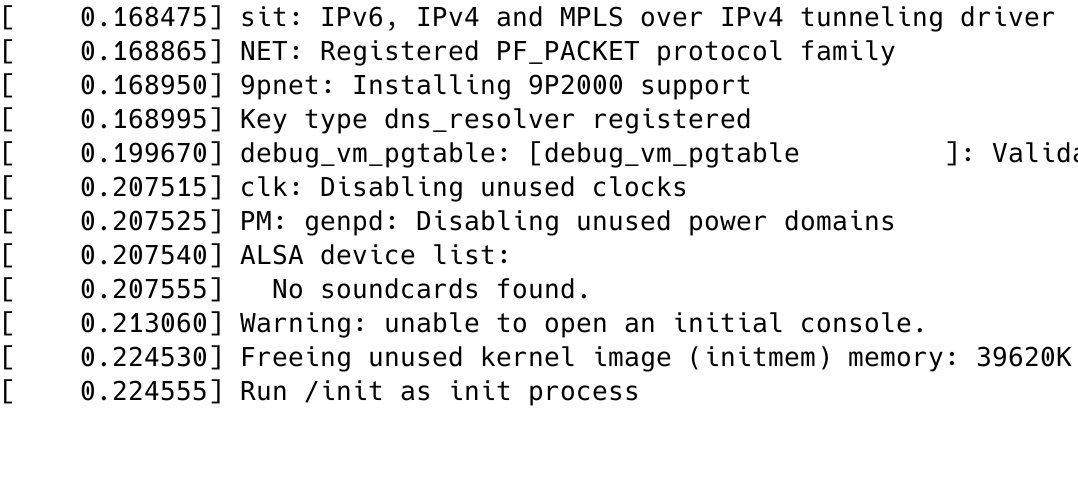 [    0.168475] sit: IPv6, IPv4 and MPLS over IPv4 tunneling driver
[    0.168865] NET: Registered PF_PACKET protocol family
[    0.168950] 9pnet: Installing 9P2000 support
[    0.168995] Key type dns_resolver registered
[    0.199670] debug_vm_pgtable: [debug_vm_pgtable         ]: Valida
[    0.207515] clk: Disabling unused clocks
[    0.207525] PM: genpd: Disabling unused power domains
[    0.207540] ALSA device list:
[    0.207555]   No soundcards found.
[    0.213060] Warning: unable to open an initial console.
[    0.224530] Freeing unused kernel image (initmem) memory: 39620K
[    0.224555] Run /init as init process